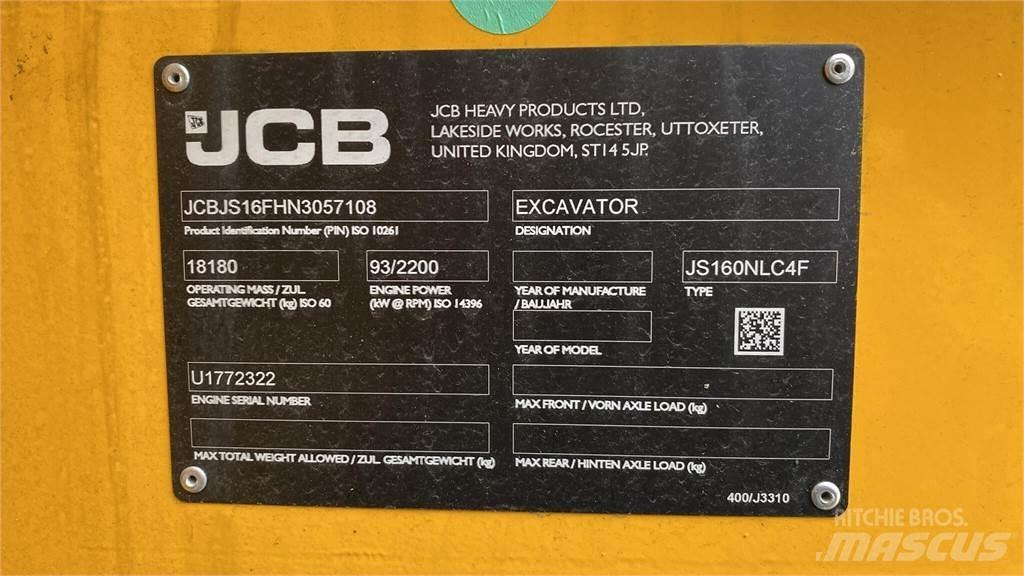 JCB
JCB HEAVY PRODUCTS LTD,
LAKESIDE WORKS, ROCESTER, UTTOXETER,
UNITED KINGDOM, ST14 5JP.
JCBJS16FHN3057108
Product Identification Number (PIN) ISO 10261
EXCAVATOR
DESIGNATION
18180
OPERATING MASS / ZUL.
GESAMTGEWICHT (kg) ISO 60
93/2200
ENGINE POWER
(kW @ RPM) ISO 14396
YEAR OF MANUFACTURE
/ BAUJAHR
JS160NLC4F
TYPE
YEAR OF MODEL
U1772322
ENGINE SERIAL NUMBER
MAX FRONT / VORN AXLE LOAD (kg)
MAX TOTAL WEIGHT ALLOWED / ZUL. GESAMTGEWICHT (kg)
MAX REAR / HINTEN AXLE LOAD (kg)
400/J3310
RITCHIE BROS.
MASCUS